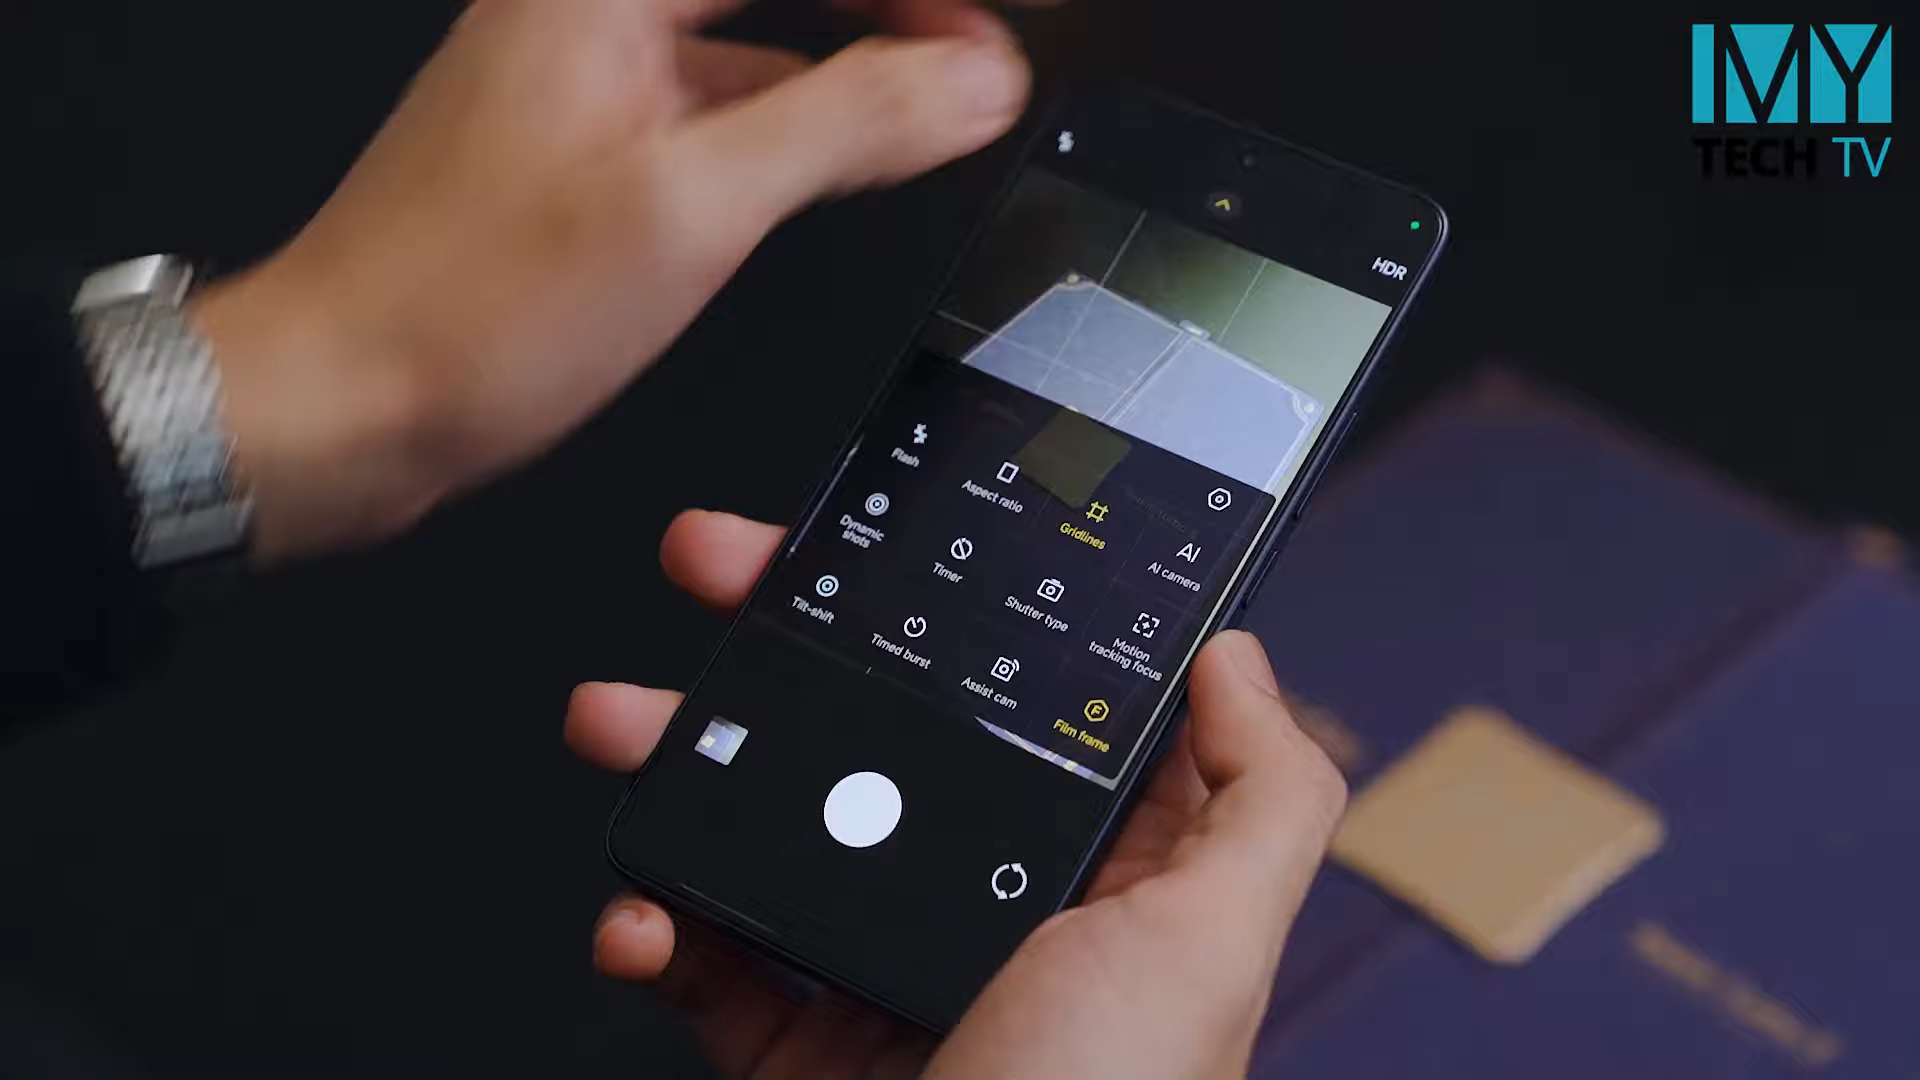 IMY
TECH TV
HDR
Flash
Aspect ratio
Gridlines
AI
AI camera
Dynamic
shots
Timer
Shutter type
Motion
tracking focus
Tilt-shift
Timed burst
Assist cam
F
Film frame